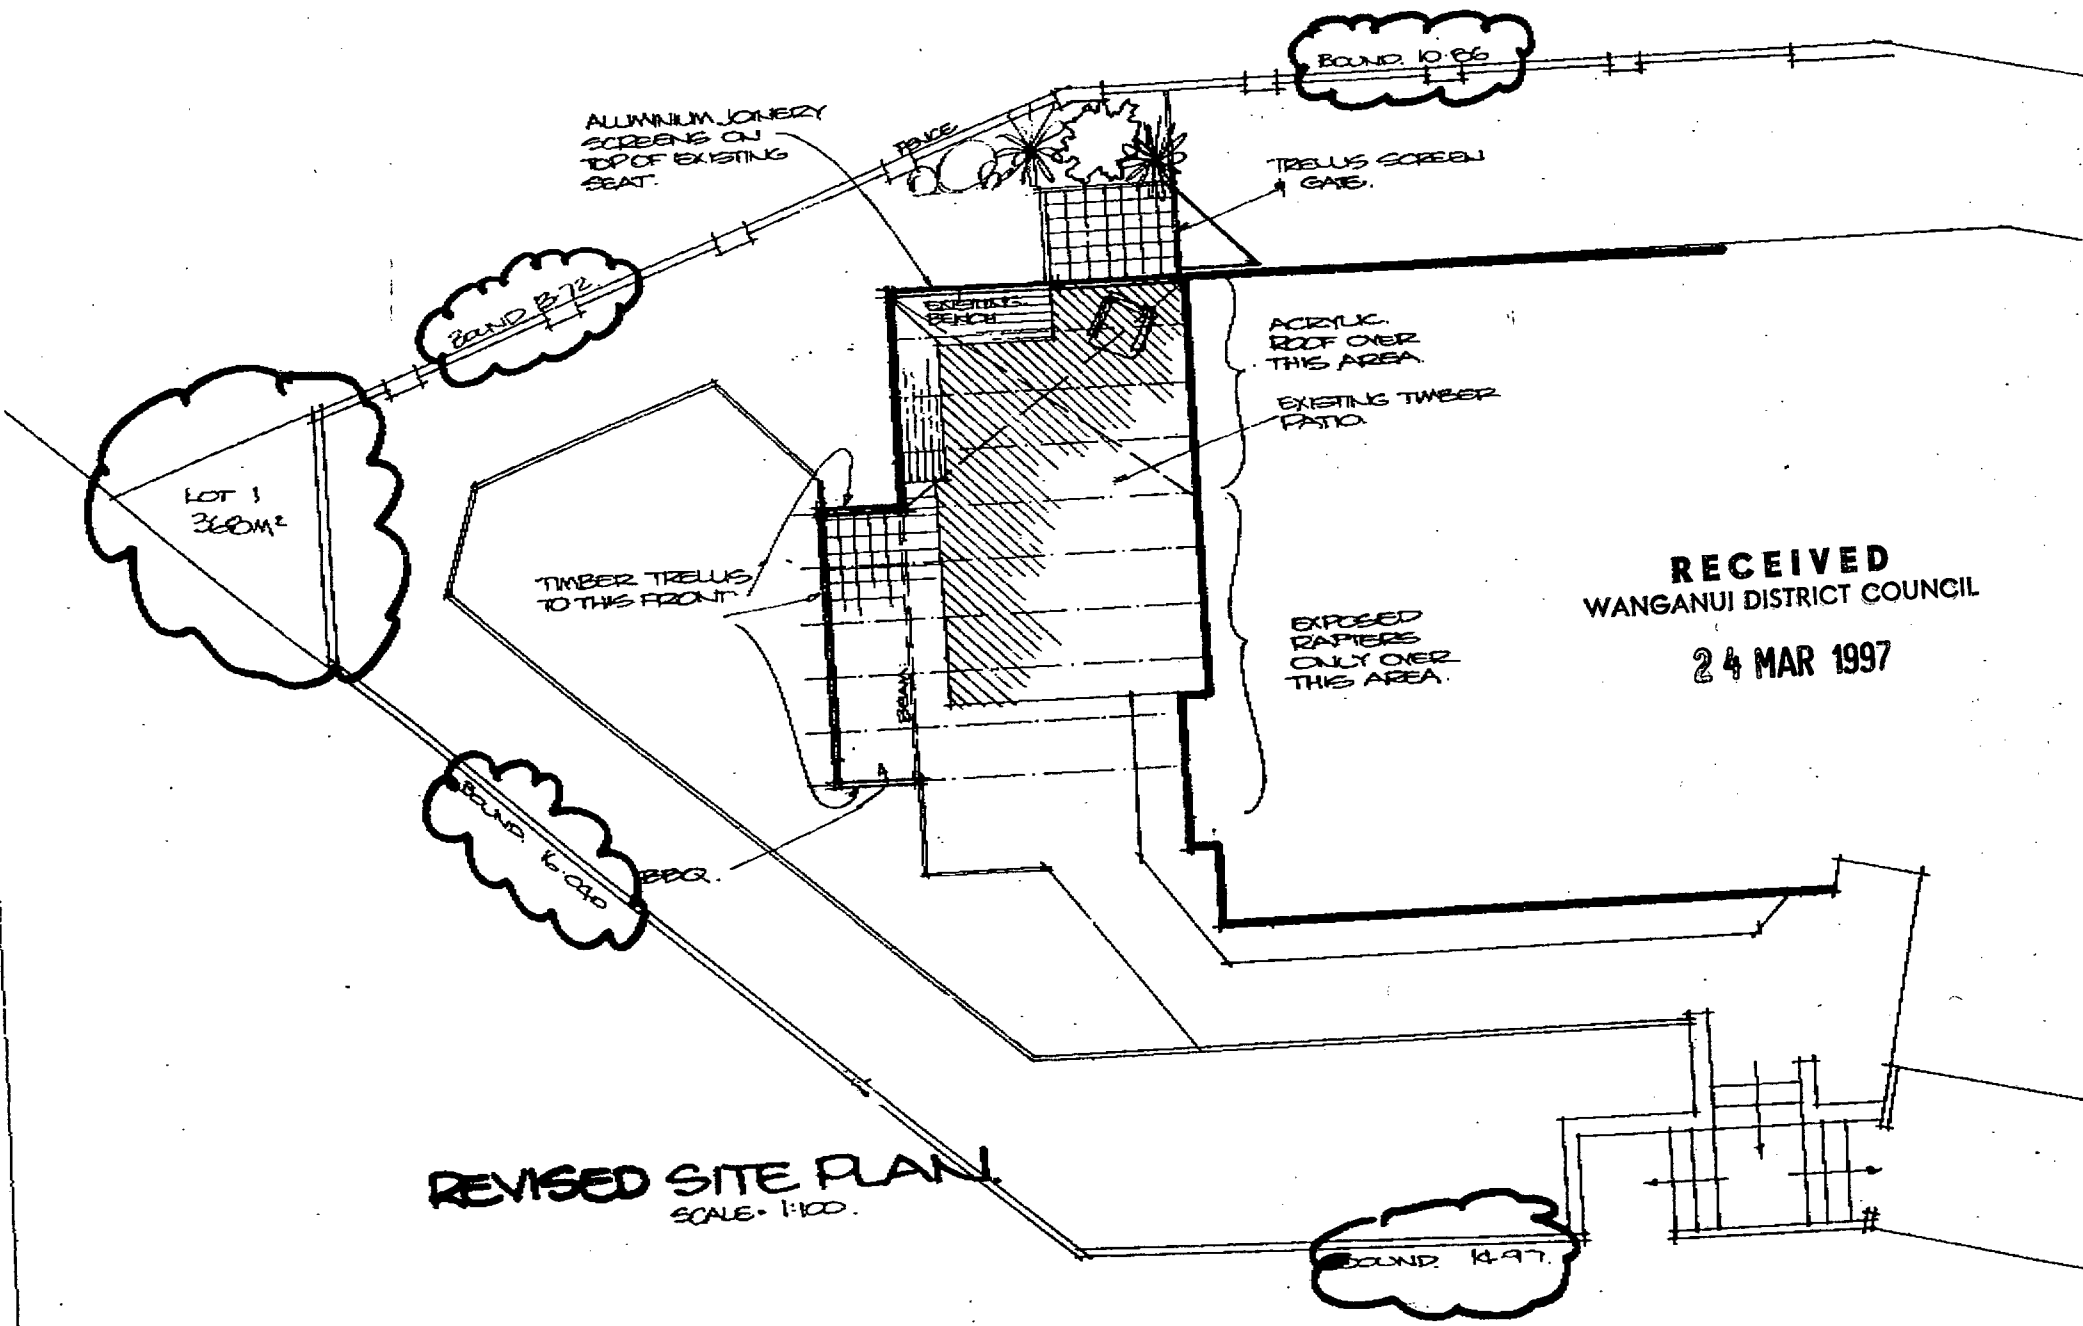 BOUND. 10.86
ALUMINIUM JOINERY
SCREENS ON
TOP OF EXISTING
SEAT.
FENCE
TRELLIS SCREEN
& GATE.
BOUND 13.72
EXISTING
BENCH
ACRYLIC
ROOF OVER
THIS AREA.
EXISTING TIMBER
PATIO.
LOT 1
368M²
TIMBER TRELLIS
TO THIS FRONT
RECEIVED
WANGANUI DISTRICT COUNCIL
24 MAR 1997
EXPOSED
RAFTERS
ONLY OVER
THIS AREA.
BEAM
BOUND. 16.040
BBQ.
REVISED SITE PLAN.
SCALE · 1:100.
BOUND. 14.97.